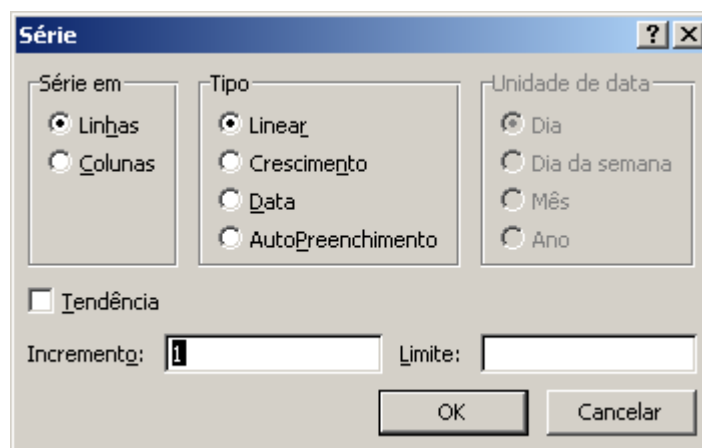 Série
Série em
Linhas
Colunas
Tipo
Linear
Crescimento
Data
AutoPreenchimento
Unidade de data
Dia
Dia da semana
Mês
Ano
Tendência
Incremento: 1
Limite:
OK
Cancelar